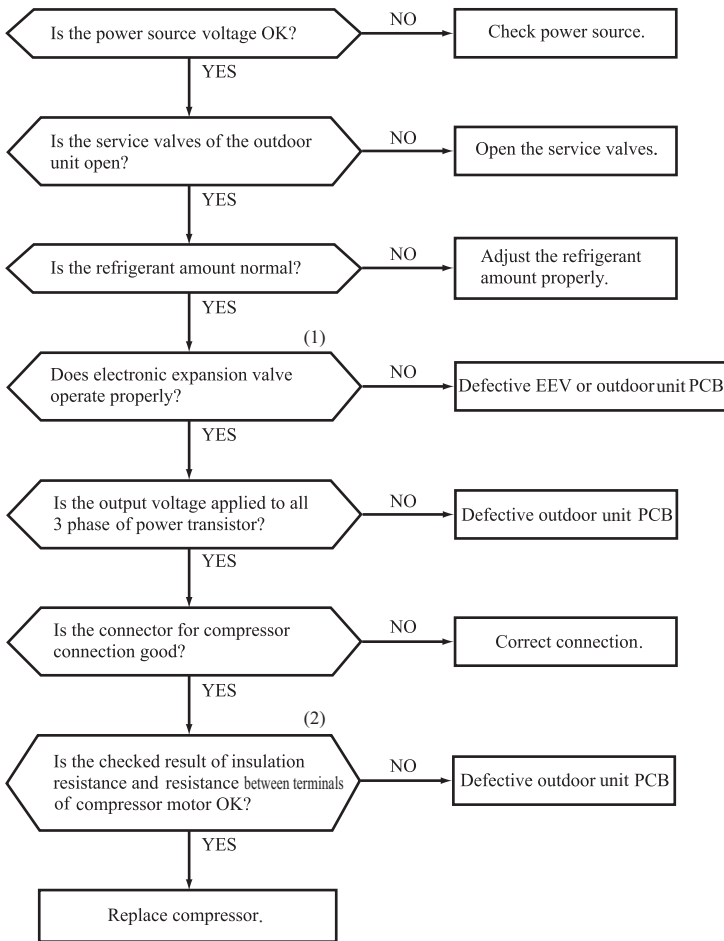 Is the power source voltage OK?
NO
Check power source.
YES
Is the service valves of the outdoor
unit open?
NO
Open the service valves.
YES
Is the refrigerant amount normal?
NO
Adjust the refrigerant
amount properly.
YES
(1)
Does electronic expansion valve
operate properly?
NO
Defective EEV or outdoor unit PCB
YES
Is the output voltage applied to all
3 phase of power transistor?
NO
Defective outdoor unit PCB
YES
Is the connector for compressor
connection good?
NO
Correct connection.
YES
(2)
Is the checked result of insulation
resistance and resistance between terminals
of compressor motor OK?
NO
Defective outdoor unit PCB
YES
Replace compressor.